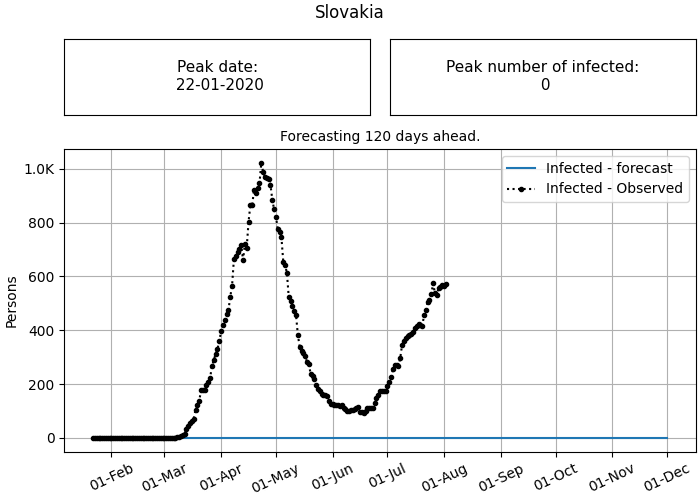 Slovakia
Peak date:
22-01-2020
Peak number of infected:
0
Forecasting 120 days ahead.
Infected - forecast
Infected - Observed
1.0K
800
600
400
200
0
Persons
01-Feb
01-Mar
01-Apr
01-May
01-Jun
01-Jul
01-Aug
01-Sep
01-Oct
01-Nov
01-Dec